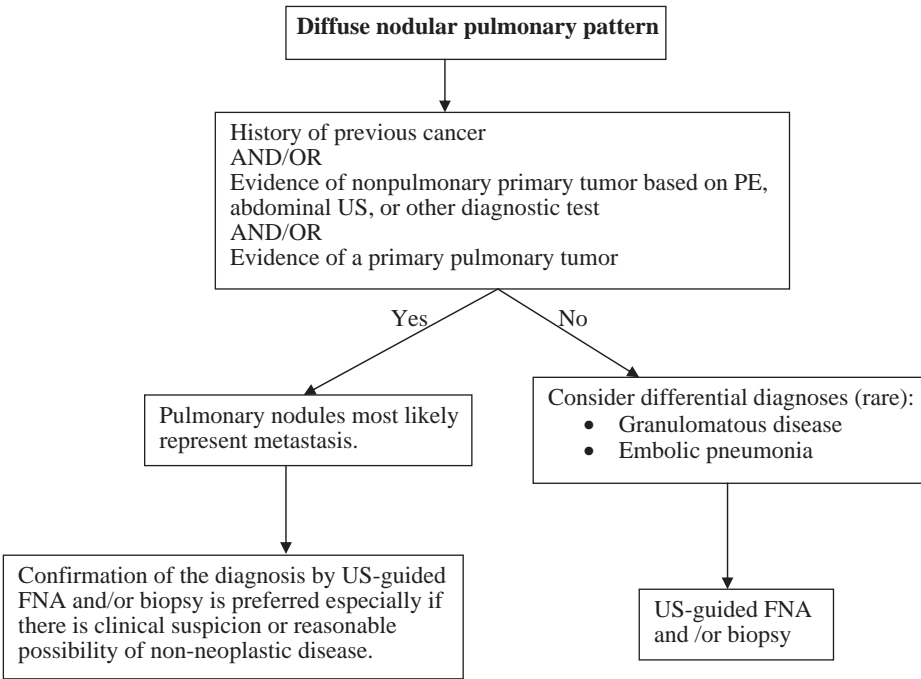 Diffuse nodular pulmonary pattern
History of previous cancer
AND/OR
Evidence of nonpulmonary primary tumor based on PE,
abdominal US, or other diagnostic test
AND/OR
Evidence of a primary pulmonary tumor
Yes
No
Pulmonary nodules most likely
represent metastasis.
Consider differential diagnoses (rare):
• Granulomatous disease
• Embolic pneumonia
Confirmation of the diagnosis by US-guided
FNA and/or biopsy is preferred especially if
there is clinical suspicion or reasonable
possibility of non-neoplastic disease.
US-guided FNA
and /or biopsy